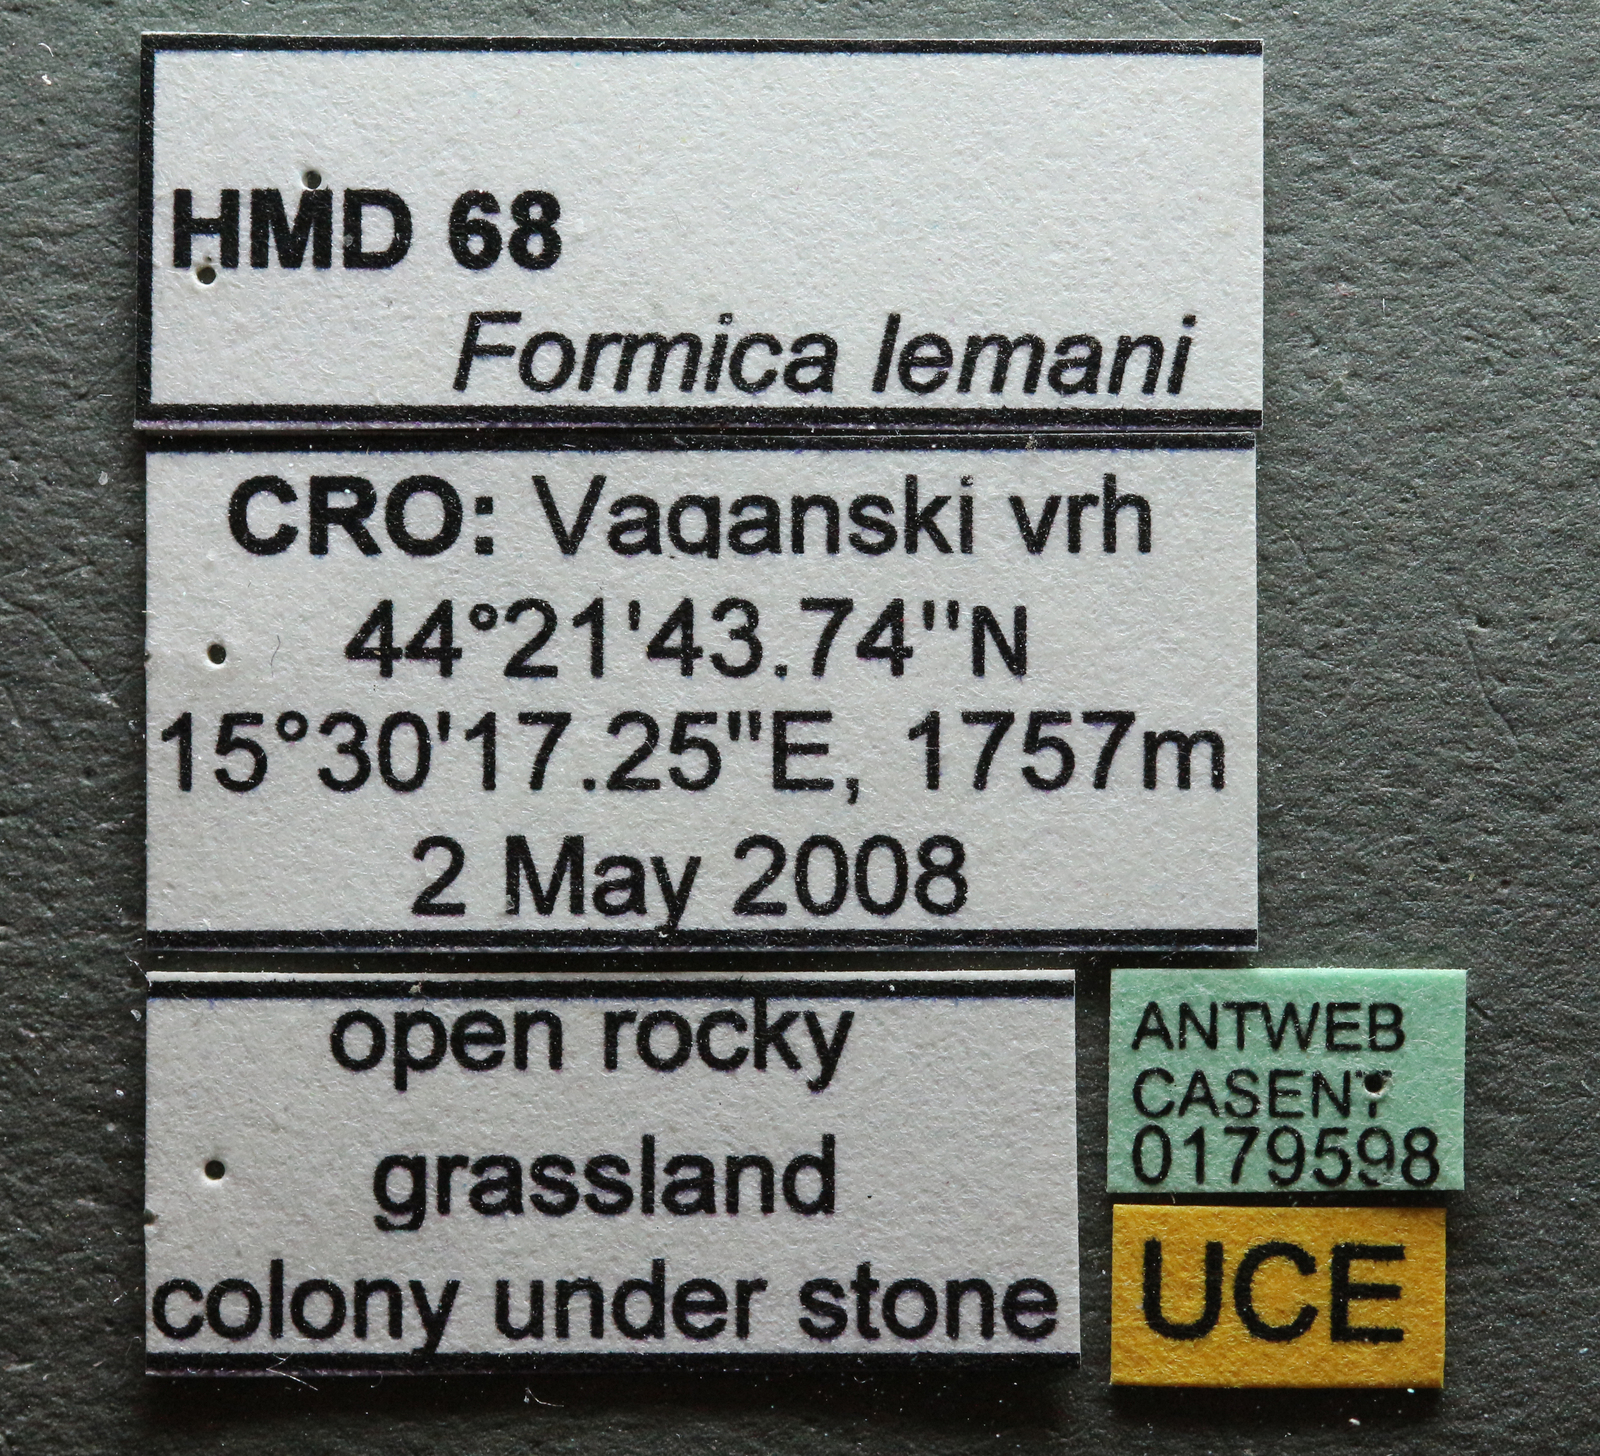 HMD 68
Formica lemani
CRO: Vaganski vrh
44°21'43.74"N
15°30'17.25"E, 1757m
2 May 2008
open rocky
grassland
colony under stone
ANTWEB
CASENT
0179598
UCE